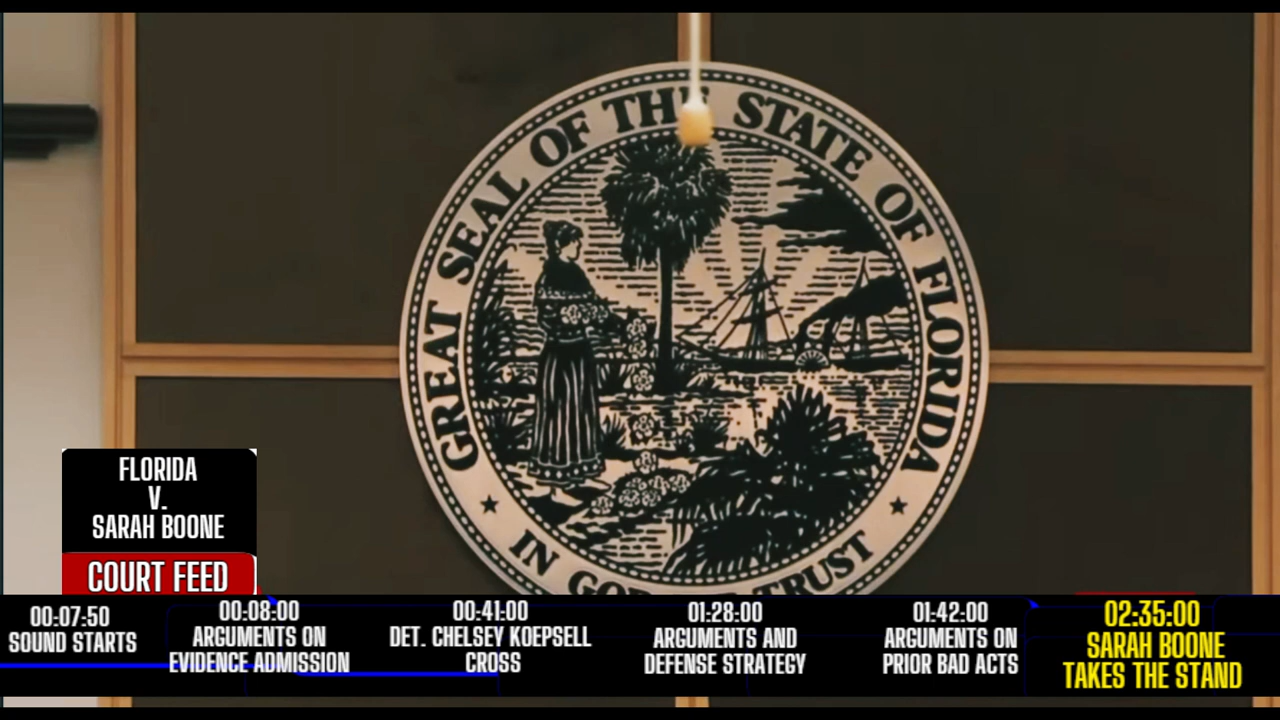 GREAT SEAL OF THE STATE OF FLORIDA
IN GOD WE TRUST
FLORIDA
V.
SARAH BOONE
COURT FEED
00:07:50
SOUND STARTS
00:08:00
ARGUMENTS ON
EVIDENCE ADMISSION
00:41:00
DET. CHELSEY KOEPSELL
CROSS
01:28:00
ARGUMENTS AND
DEFENSE STRATEGY
01:42:00
ARGUMENTS ON
PRIOR BAD ACTS
02:35:00
SARAH BOONE
TAKES THE STAND